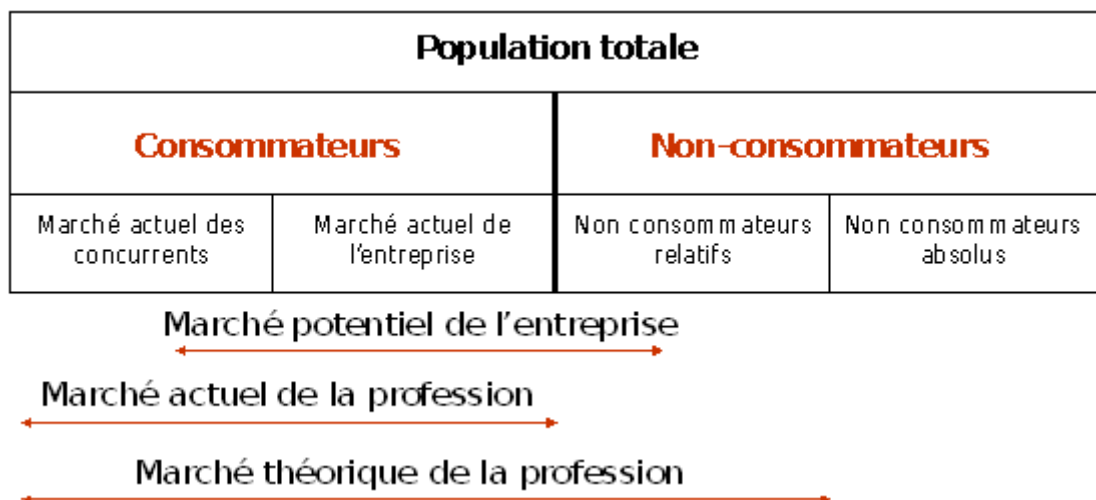 Population totale
Consommateurs
Non-consommateurs
Marché actuel des
concurrents
Marché actuel de
l'entreprise
Non consommateurs
relatifs
Non consommateurs
absolus
Marché potentiel de l'entreprise
Marché actuel de la profession
Marché théorique de la profession